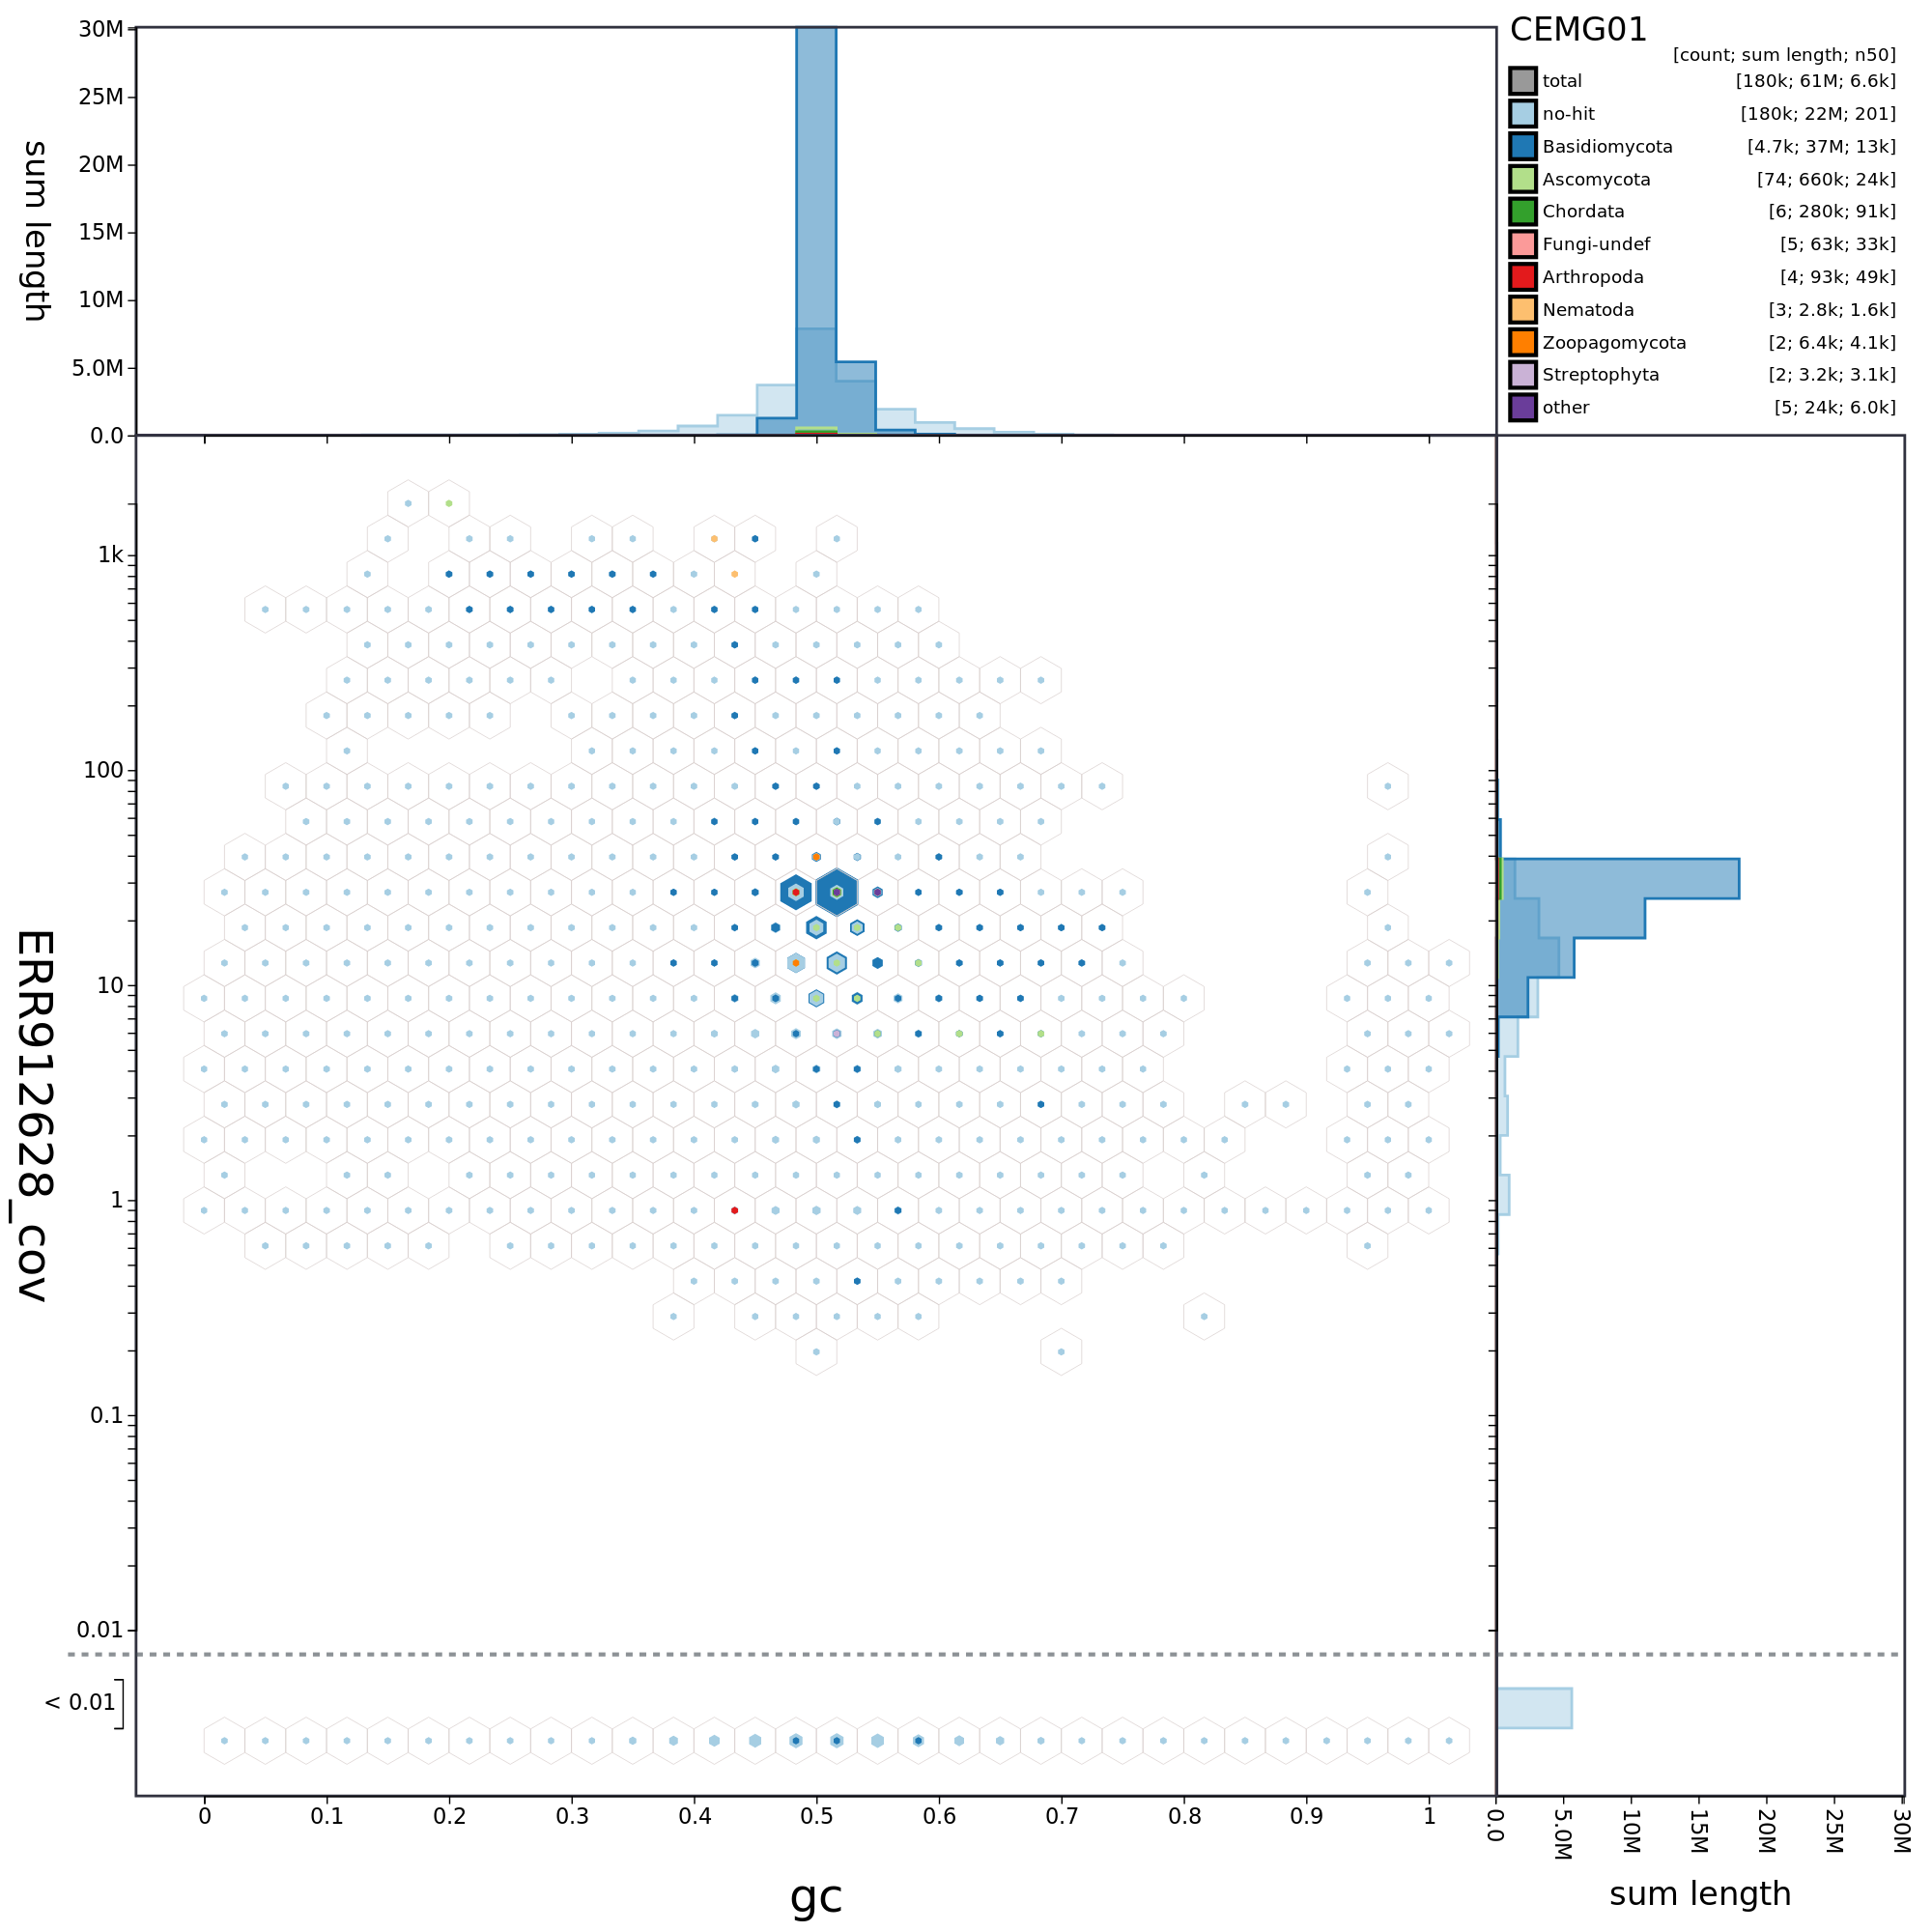 CEMG01
[count; sum length; n50]
total [180k; 61M; 6.6k]
no-hit [180k; 22M; 201]
Basidiomycota [4.7k; 37M; 13k]
Ascomycota [74; 660k; 24k]
Chordata [6; 280k; 91k]
Fungi-undef [5; 63k; 33k]
Arthropoda [4; 93k; 49k]
Nematoda [3; 2.8k; 1.6k]
Zoopagomycota [2; 6.4k; 4.1k]
Streptophyta [2; 3.2k; 3.1k]
other [5; 24k; 6.0k]
sum length
30M
25M
20M
15M
10M
5.0M
0.0
ERR912628_cov
1k
100
10
1
0.1
0.01
< 0.01
0 0.1 0.2 0.3 0.4 0.5 0.6 0.7 0.8 0.9 1
gc
0.0 5.0M 10M 15M 20M 25M 30M
sum length